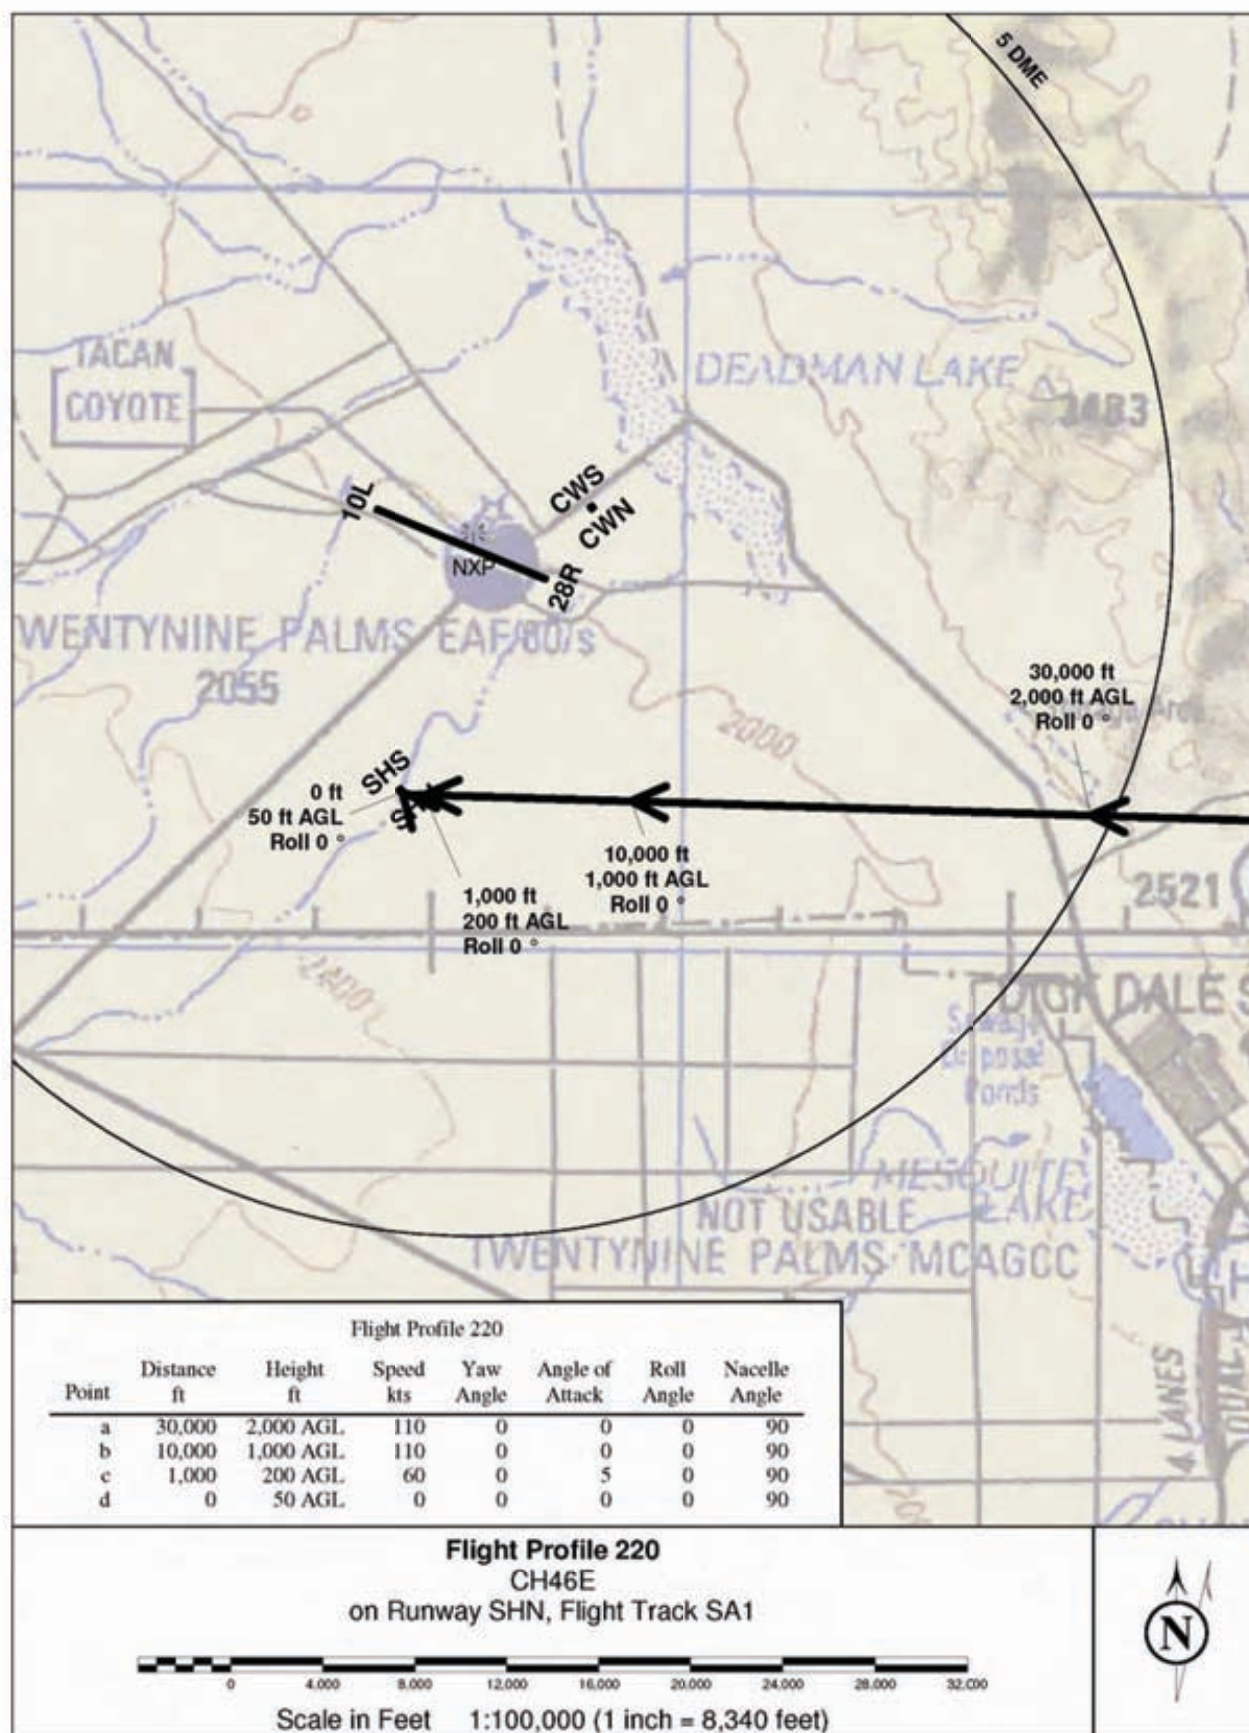 5 DME
TACAN
COYOTE
DEADMAN LAKE
3483
10L
CWS
CWN
NXP
28R
WENTYNINE PALMS EAF/80/s
2055
2000
30,000 ft
2,000 ft AGL
Roll 0 °
SHS
0 ft
50 ft AGL
Roll 0 °
10,000 ft
1,000 ft AGL
Roll 0 °
1,000 ft
200 ft AGL
Roll 0 °
2521
2400
DICK DALE S
Ponds
MESQUITE
LAKE
NOT USABLE
TWENTYNINE PALMS MCAGCC
4 LANES
DUAL
Flight Profile 220
Point Distance ft Height ft Speed kts Yaw Angle Angle of Attack Roll Angle Nacelle Angle
a 30,000 2,000 AGL 110 0 0 0 90
b 10,000 1,000 AGL 110 0 0 0 90
c 1,000 200 AGL 60 0 5 0 90
d 0 50 AGL 0 0 0 0 90
Flight Profile 220
CH46E
on Runway SHN, Flight Track SA1
0 4,000 8,000 12,000 16,000 20,000 24,000 28,000 32,000
Scale in Feet 1:100,000 (1 inch = 8,340 feet)
N